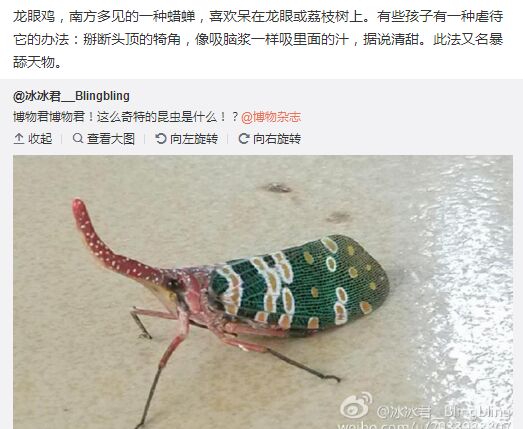 龙眼鸡，南方多见的一种蜡蝉，喜欢呆在龙眼或荔枝树上。有些孩子有一种虐待
它的办法：掰断头顶的犄角，像吸脑浆一样吸里面的汁，据说清甜。此法又名暴
舔天物。
@冰冰君__Blingbling
博物君博物君！这么奇特的昆虫是什么！？@博物杂志
收起 | 查看大图 | 向左旋转 | 向右旋转
@冰冰君__Blingbling